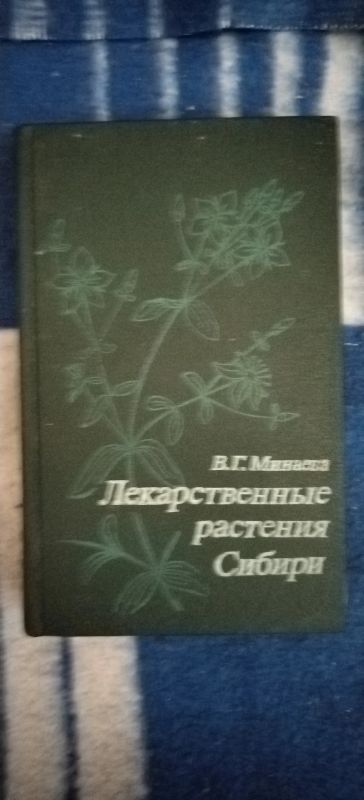 В.Г. Минаева
Лекарственные
растения
Сибири